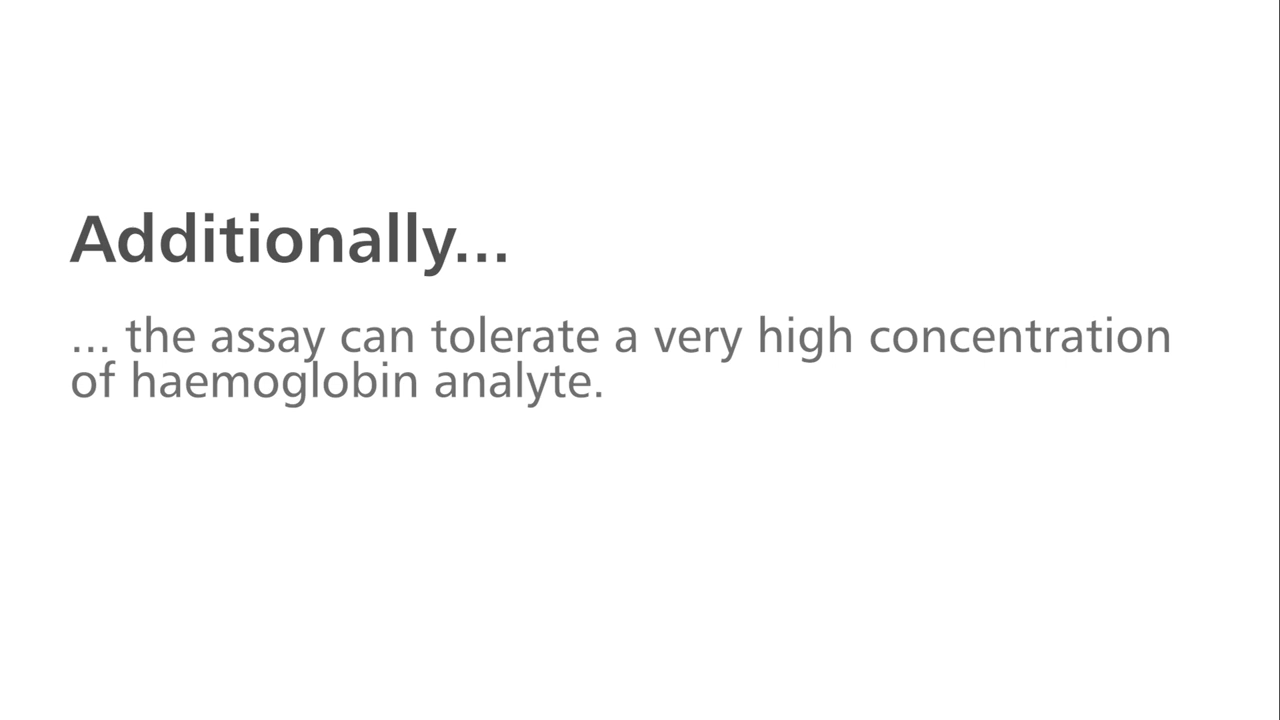 Additionally...
... the assay can tolerate a very high concentration
of haemoglobin analyte.